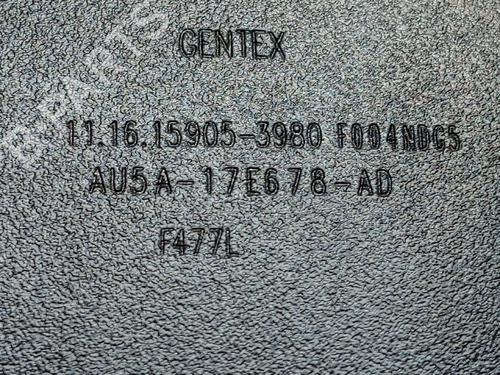 GENTEX
11.16.15905-3980 F004NDG5
AU5A-17E678-AD
F477L